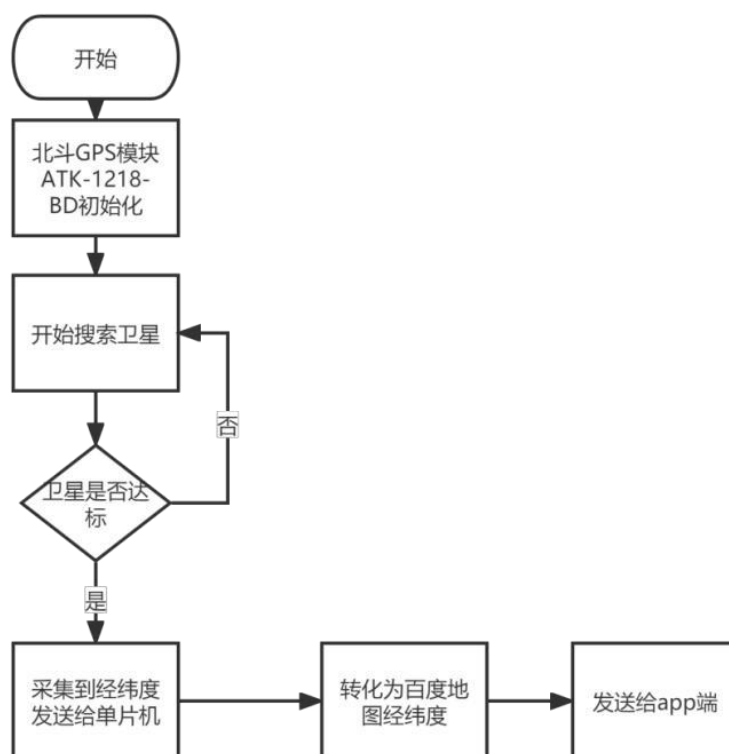 开始
北斗GPS模块
ATK-1218-
BD初始化
开始搜索卫星
否
卫星是否达
标
是
采集到经纬度
发送给单片机
转化为百度地
图经纬度
发送给app端